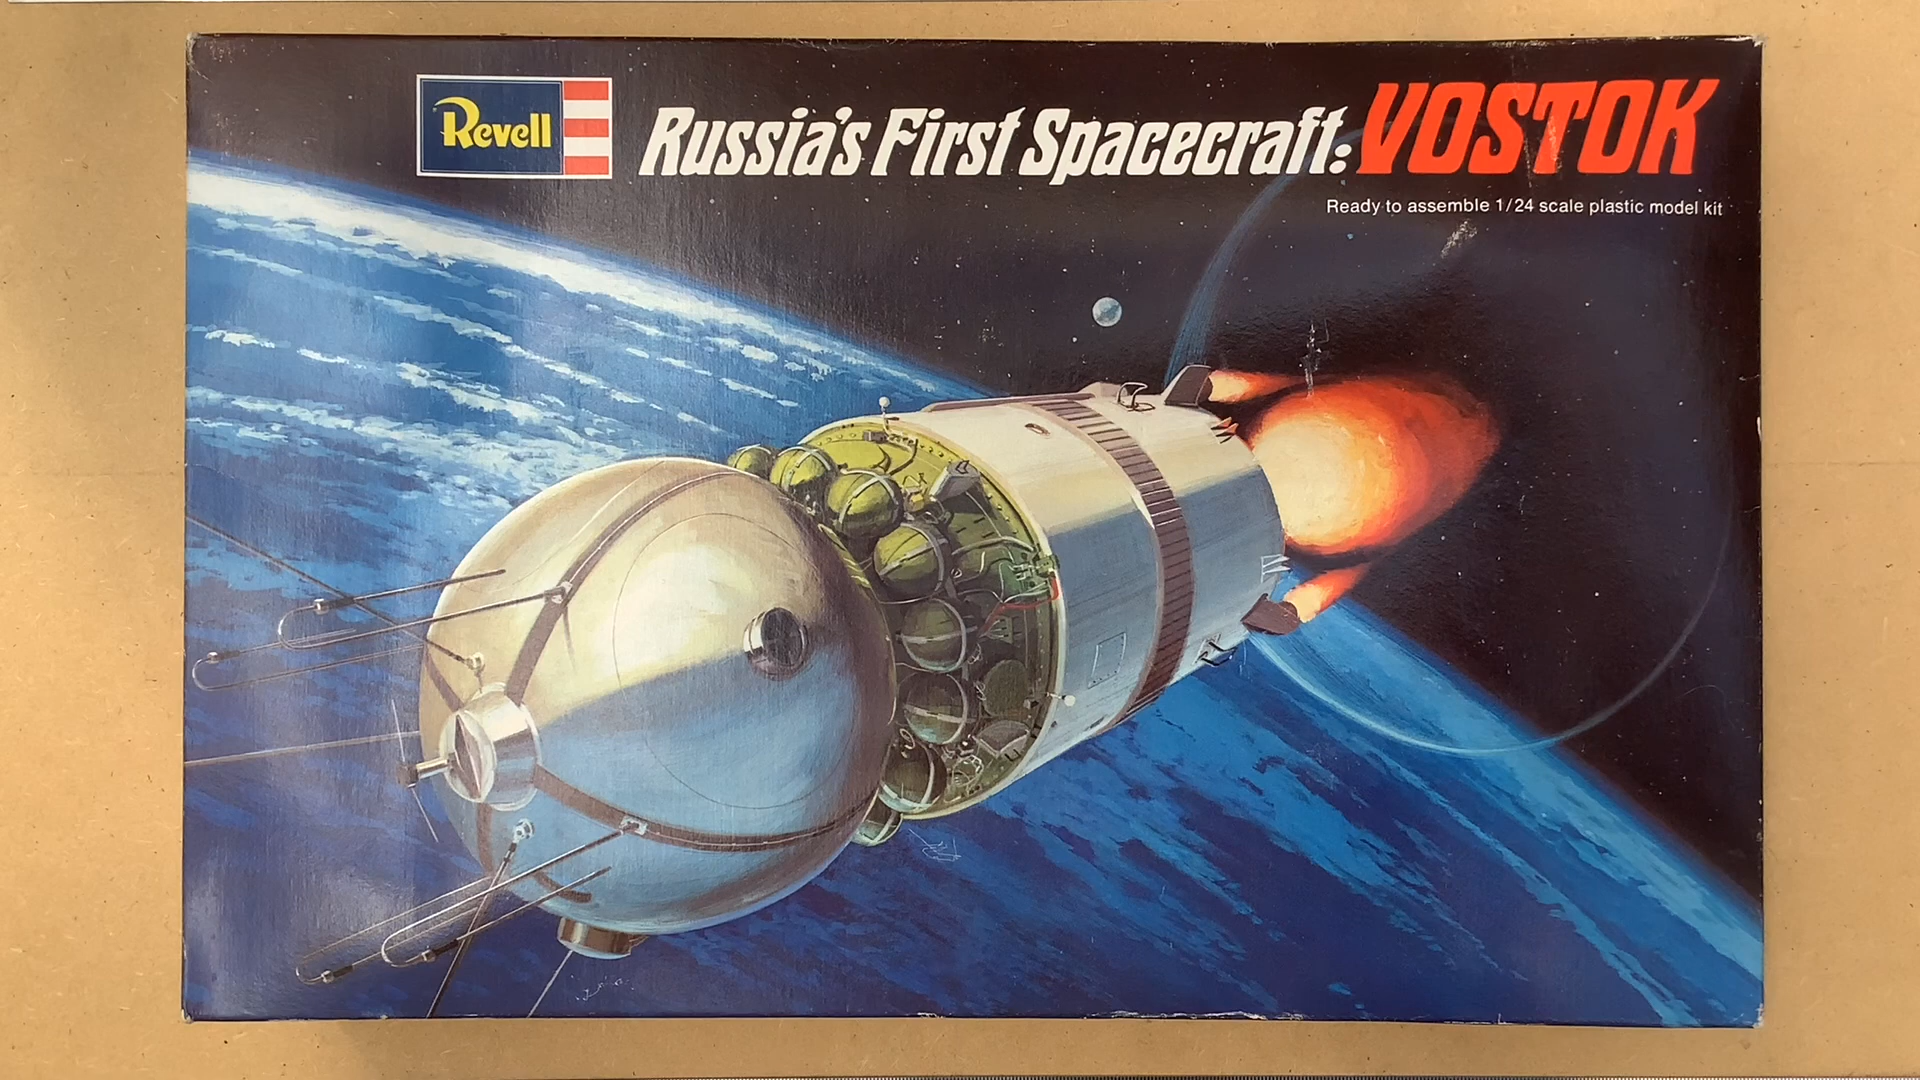 Revell
Russia's First Spacecraft: VOSTOK
Ready to assemble 1/24 scale plastic model kit